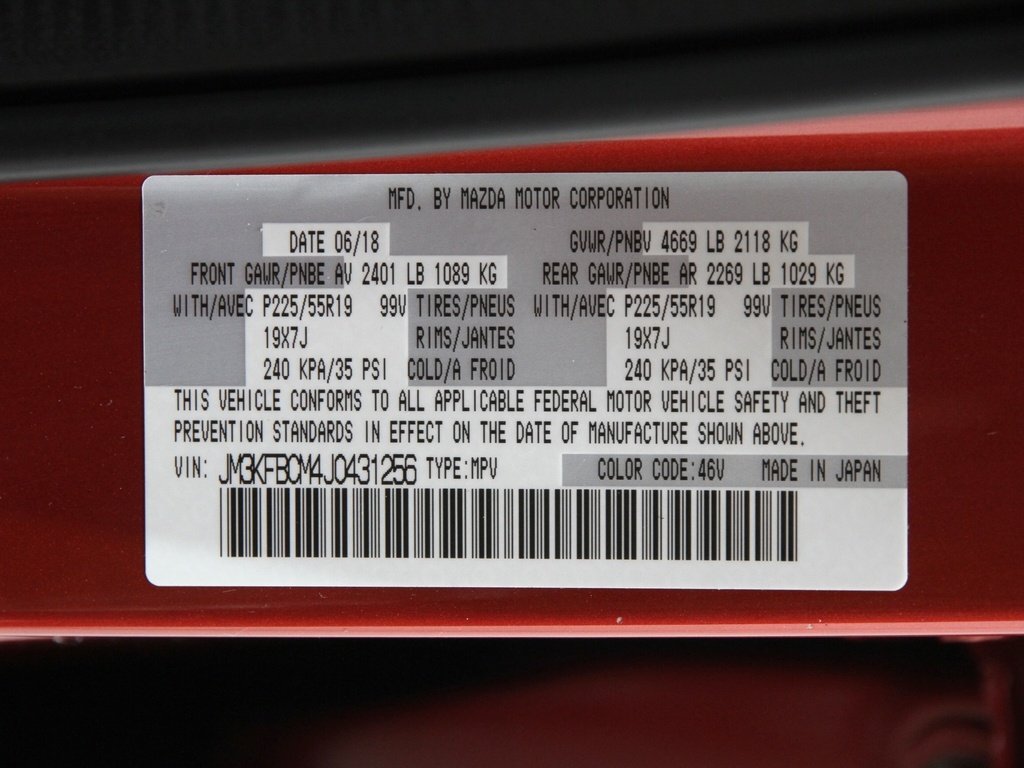 MFD. BY MAZDA MOTOR CORPORATION
DATE 06/18 GVWR/PNBV 4669 LB 2118 KG
FRONT GAWR/PNBE AV 2401 LB 1089 KG REAR GAWR/PNBE AR 2269 LB 1029 KG
WITH/AVEC P225/55R19 99V TIRES/PNEUS WITH/AVEC P225/55R19 99V TIRES/PNEUS
19X7J RIMS/JANTES 19X7J RIMS/JANTES
240 KPA/35 PSI COLD/A FROID 240 KPA/35 PSI COLD/A FROID
THIS VEHICLE CONFORMS TO ALL APPLICABLE FEDERAL MOTOR VEHICLE SAFETY AND THEFT
PREVENTION STANDARDS IN EFFECT ON THE DATE OF MANUFACTURE SHOWN ABOVE.
VIN: JM3KFBCM4J0431256 TYPE:MPV COLOR CODE:46V MADE IN JAPAN